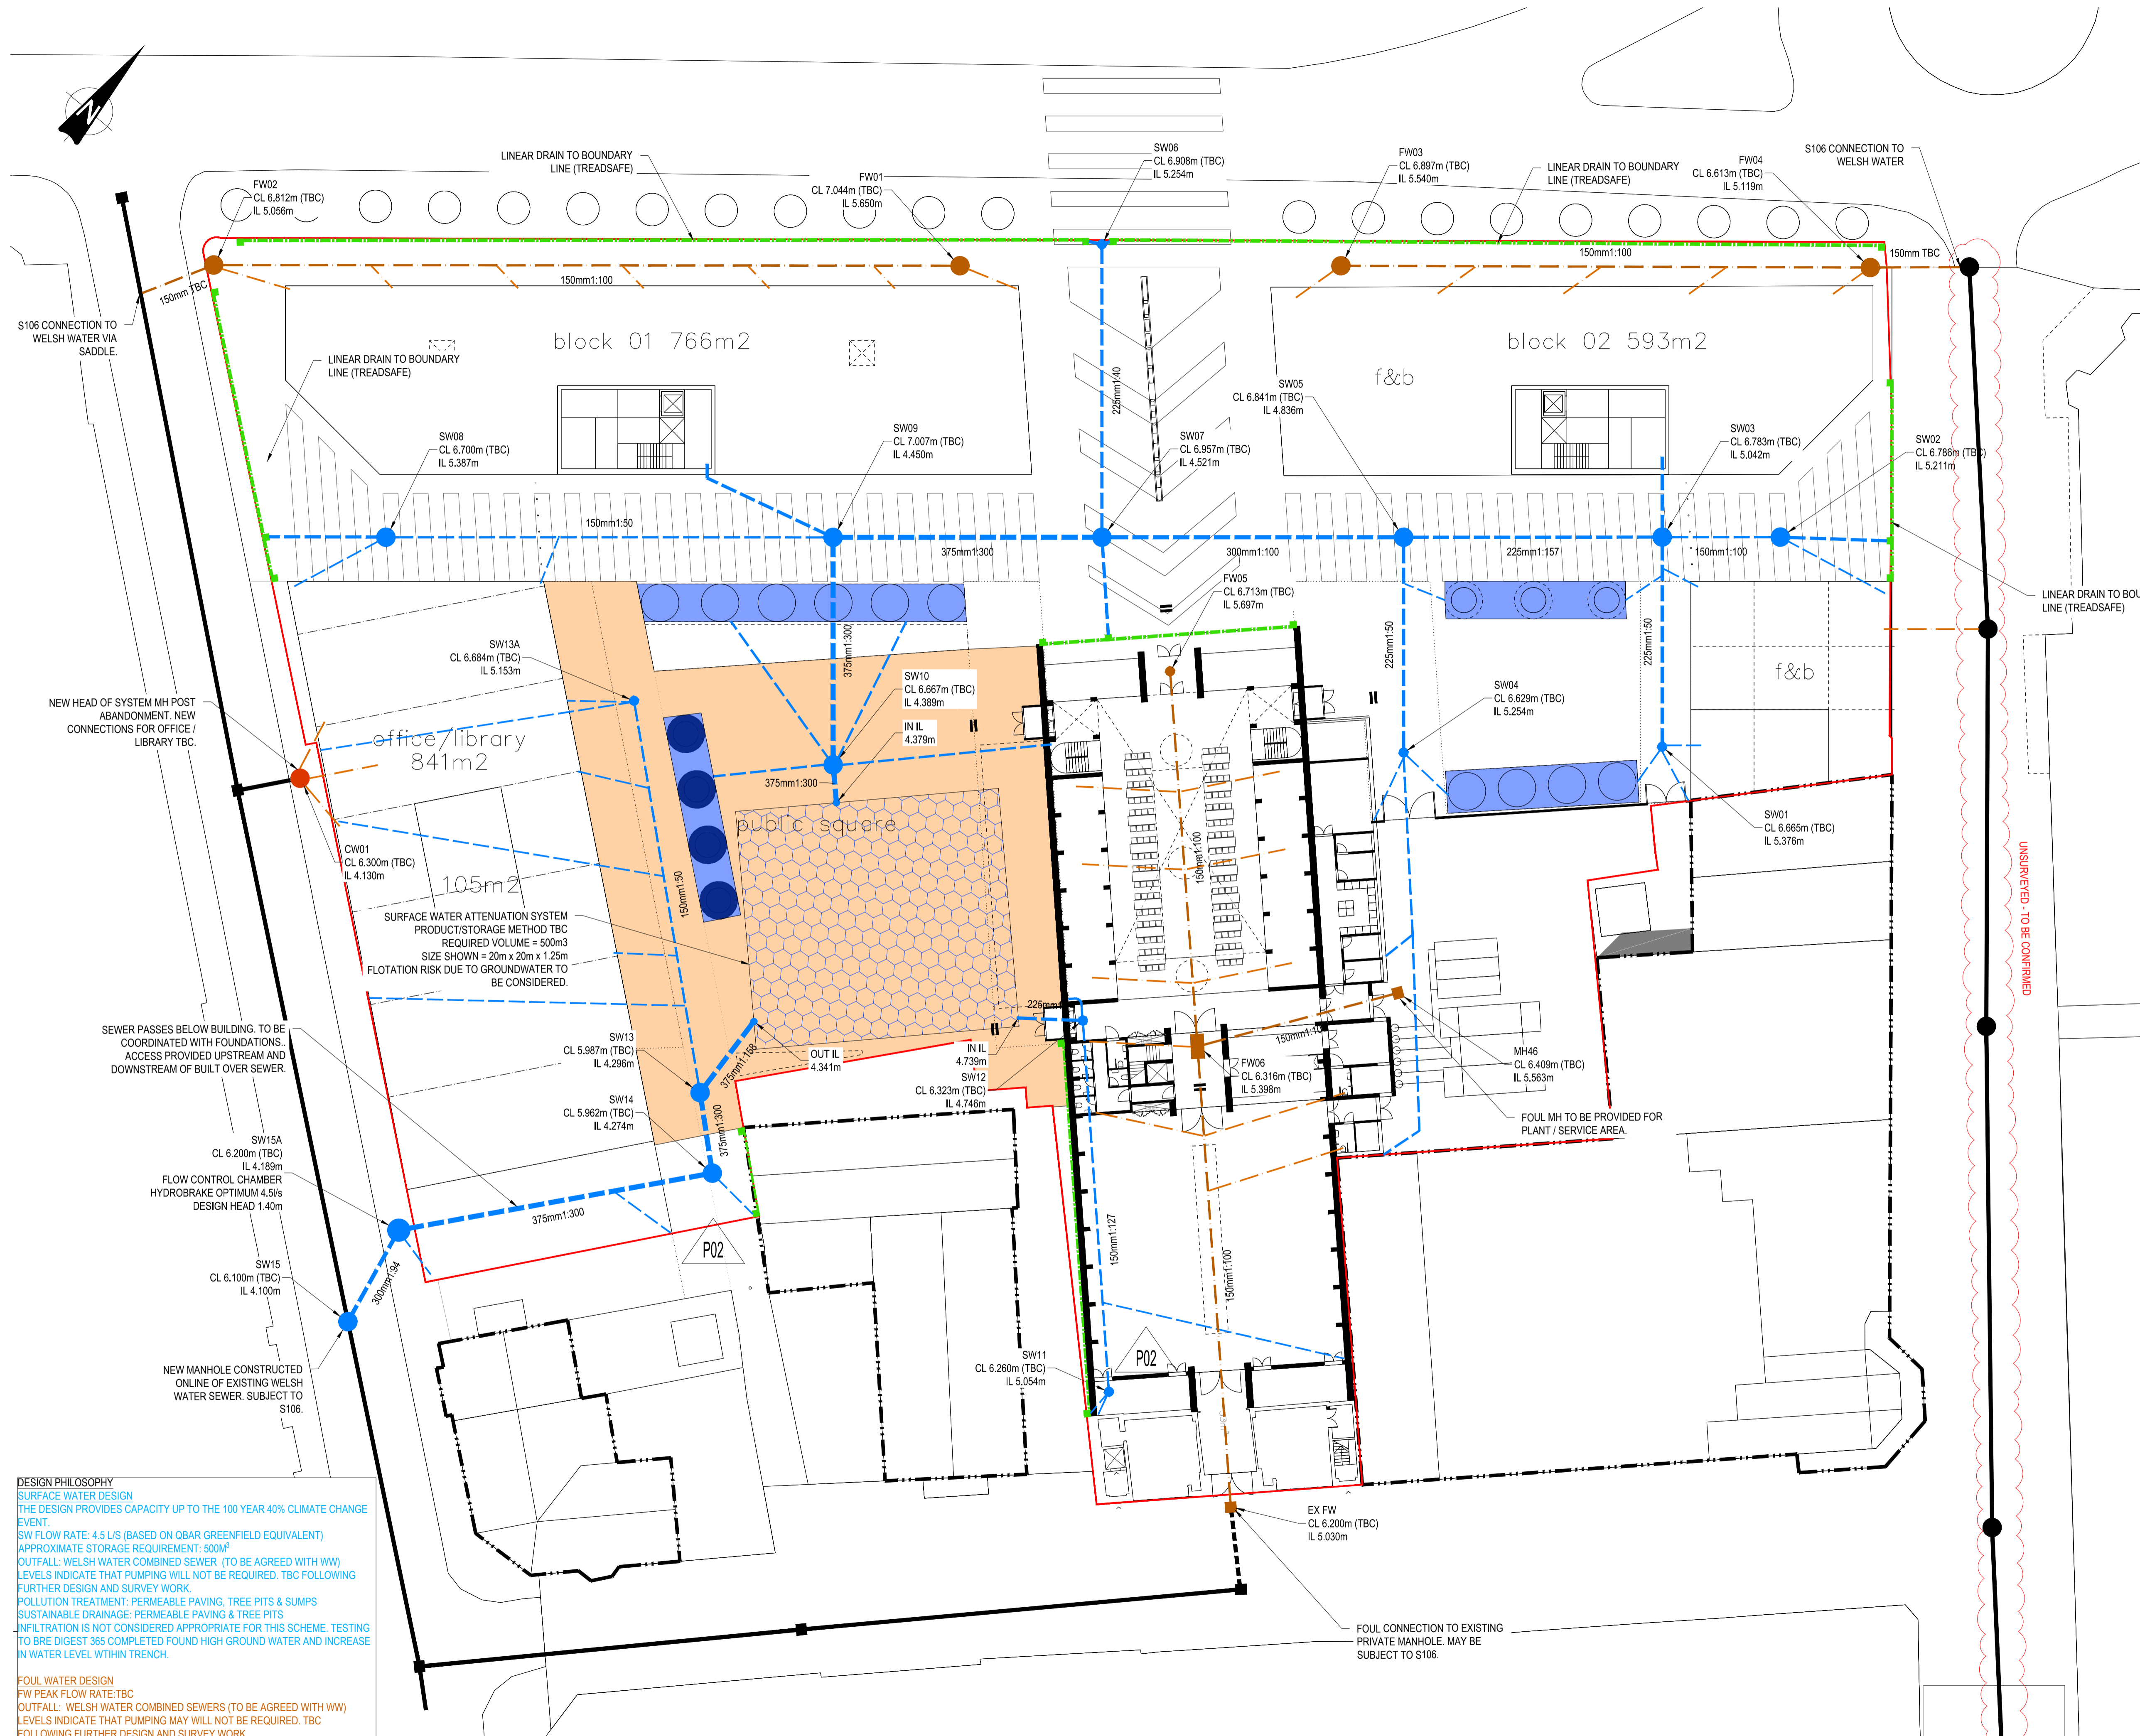 N
LINEAR DRAIN TO BOUNDARY
LINE (TREADSAFE)
SW06
CL 6.908m (TBC)
IL 5.254m
FW03
CL 6.897m (TBC)
IL 5.540m
LINEAR DRAIN TO BOUNDARY
LINE (TREADSAFE)
FW04
CL 6.613m (TBC)
IL 5.119m
S106 CONNECTION TO
WELSH WATER
FW02
CL 6.812m (TBC)
IL 5.056m
FW01
CL 7.044m (TBC)
IL 5.650m
150mm TBC
150mm1:100
150mm1:100
150mm TBC
S106 CONNECTION TO
WELSH WATER VIA
SADDLE.
LINEAR DRAIN TO BOUNDARY
LINE (TREADSAFE)
block 01 766m2
block 02 593m2
f&b
225mm1:40
SW08
CL 6.700m (TBC)
IL 5.387m
SW09
CL 7.007m (TBC)
IL 4.450m
SW07
CL 6.957m (TBC)
IL 4.521m
SW05
CL 6.841m (TBC)
IL 4.836m
SW03
CL 6.783m (TBC)
IL 5.042m
SW02
CL 6.786m (TBC)
IL 5.211m
150mm1:50
375mm1:300
300mm1:100
225mm1:157
150mm1:100
LINEAR DRAIN TO BOU
LINE (TREADSAFE)
FW05
CL 6.713m (TBC)
IL 5.697m
SW13A
CL 6.684m (TBC)
IL 5.153m
375mm1:300
225mm1:50
225mm1:50
SW10
CL 6.667m (TBC)
IL 4.389m
IN IL
4.379m
375mm1:300
SW04
CL 6.629m (TBC)
IL 5.254m
f&b
NEW HEAD OF SYSTEM MH POST
ABANDONMENT. NEW
CONNECTIONS FOR OFFICE /
LIBRARY TBC.
office/library
841m2
public square
SW01
CL 6.665m (TBC)
IL 5.376m
CW01
CL 6.300m (TBC)
IL 4.130m
105m2
150mm1:50
150mm1:100
UNSURVEYED - TO BE CONFIRMED
SURFACE WATER ATTENUATION SYSTEM
PRODUCT/STORAGE METHOD TBC
REQUIRED VOLUME = 500m3
SIZE SHOWN = 20m x 20m x 1.25m
FLOTATION RISK DUE TO GROUNDWATER TO
BE CONSIDERED.
225mm1
SEWER PASSES BELOW BUILDING. TO BE
COORDINATED WITH FOUNDATIONS..
ACCESS PROVIDED UPSTREAM AND
DOWNSTREAM OF BUILT OVER SEWER.
SW13
CL 5.987m (TBC)
IL 4.296m
375mm1:158
OUT IL
4.341m
IN IL
4.739m
SW12
CL 6.323m (TBC)
IL 4.746m
FW06
CL 6.316m (TBC)
IL 5.398m
150mm1:10
MH46
CL 6.409m (TBC)
IL 5.563m
FOUL MH TO BE PROVIDED FOR
PLANT / SERVICE AREA.
SW14
CL 5.962m (TBC)
IL 4.274m
375mm1:300
SW15A
CL 6.200m (TBC)
IL 4.189m
FLOW CONTROL CHAMBER
HYDROBRAKE OPTIMUM 4.5l/s
DESIGN HEAD 1.40m
375mm1:300
P02
150mm1:127
150mm1:100
SW15
CL 6.100m (TBC)
IL 4.100m
300mm1:94
P02
NEW MANHOLE CONSTRUCTED
ONLINE OF EXISTING WELSH
WATER SEWER. SUBJECT TO
S106.
SW11
CL 6.260m (TBC)
IL 5.054m
EX FW
CL 6.200m (TBC)
IL 5.030m
FOUL CONNECTION TO EXISTING
PRIVATE MANHOLE. MAY BE
SUBJECT TO S106.
DESIGN PHILOSOPHY
SURFACE WATER DESIGN
THE DESIGN PROVIDES CAPACITY UP TO THE 100 YEAR 40% CLIMATE CHANGE
EVENT.
SW FLOW RATE: 4.5 L/S (BASED ON QBAR GREENFIELD EQUIVALENT)
APPROXIMATE STORAGE REQUIREMENT: 500M³
OUTFALL: WELSH WATER COMBINED SEWER (TO BE AGREED WITH WW)
LEVELS INDICATE THAT PUMPING WILL NOT BE REQUIRED. TBC FOLLOWING
FURTHER DESIGN AND SURVEY WORK.
POLLUTION TREATMENT: PERMEABLE PAVING, TREE PITS & SUMPS
SUSTAINABLE DRAINAGE: PERMEABLE PAVING & TREE PITS
INFILTRATION IS NOT CONSIDERED APPROPRIATE FOR THIS SCHEME. TESTING
TO BRE DIGEST 365 COMPLETED FOUND HIGH GROUND WATER AND INCREASE
IN WATER LEVEL WTIHIN TRENCH.
FOUL WATER DESIGN
FW PEAK FLOW RATE:TBC
OUTFALL: WELSH WATER COMBINED SEWERS (TO BE AGREED WITH WW)
LEVELS INDICATE THAT PUMPING MAY WILL NOT BE REQUIRED. TBC
FOLLOWING FURTHER DESIGN AND SURVEY WORK